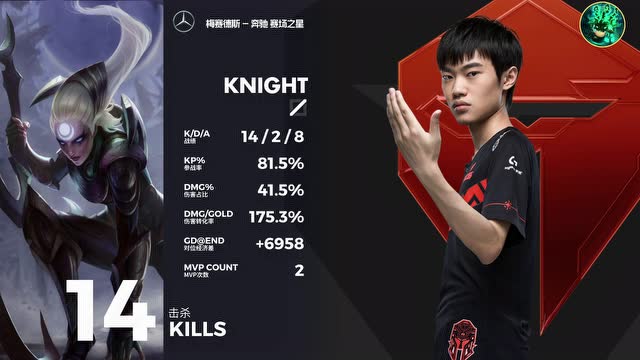 梅赛德斯 – 奔驰 赛场之星
KNIGHT
K/D/A 14 / 2 / 8
战绩
KP% 81.5%
参战率
DMG% 41.5%
伤害占比
DMG/GOLD 175.3%
伤害转化率
GD@END +6958
对位经济差
MVP COUNT 2
MVP次数
14 击杀
KILLS